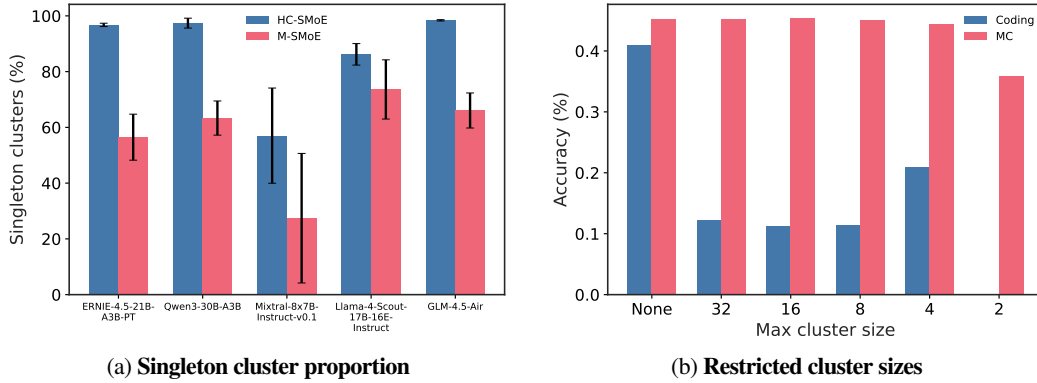 100
80
60
40
20
0
Singleton clusters (%)
HC-SMoE
M-SMoE
ERNIE-4.5-21B-
A3B-PT
Qwen3-30B-A3B
Mixtral-8x7B-
Instruct-v0.1
Llama-4-Scout-
17B-16E-
Instruct
GLM-4.5-Air
(a) Singleton cluster proportion
0.4
0.3
0.2
0.1
0.0
Accuracy (%)
Coding
MC
None
32
16
8
4
2
Max cluster size
(b) Restricted cluster sizes